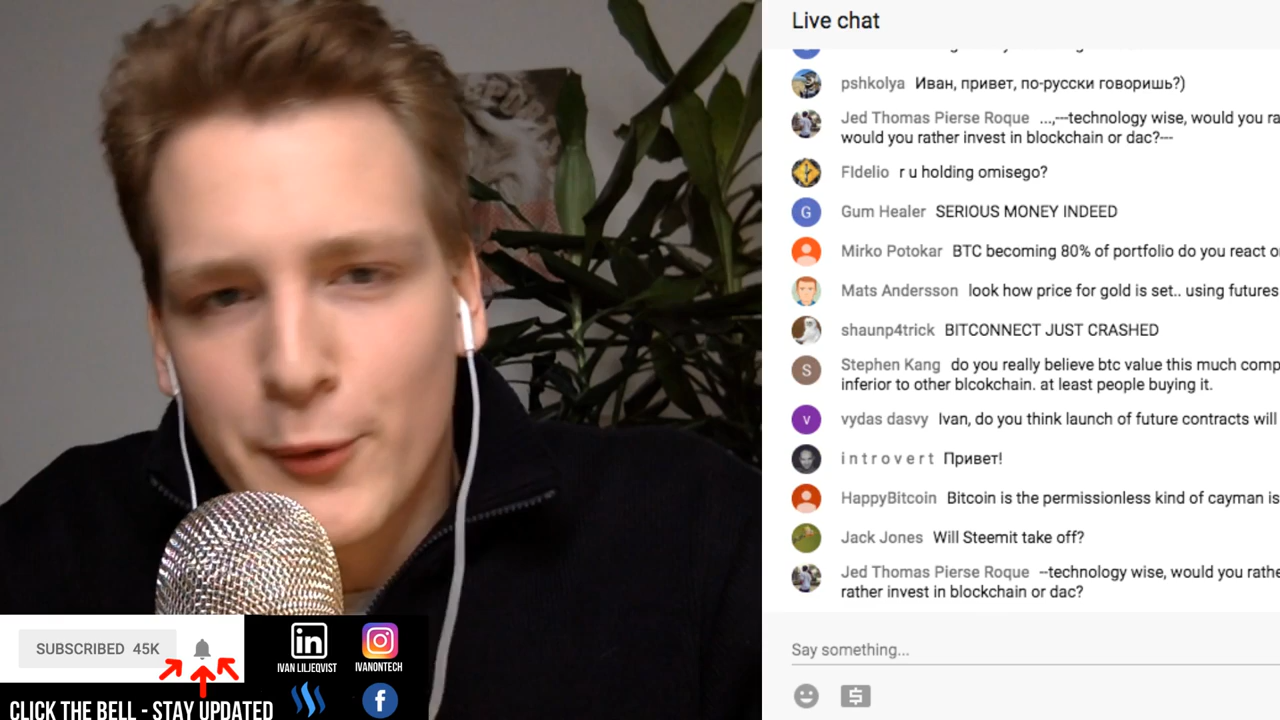 Live chat
pshkolya Иван, привет, по-русски говоришь?)
Jed Thomas Pierse Roque ...,---technology wise, would you
would you rather invest in blockchain or dac?---
FIdelio r u holding omisego?
G Gum Healer SERIOUS MONEY INDEED
Mirko Potokar BTC becoming 80% of portfolio do you react
Mats Andersson look how price for gold is set.. using futures
shaunp4trick BITCONNECT JUST CRASHED
S Stephen Kang do you really believe btc value this much
inferior to other blcokchain. at least people buying it.
v vydas dasvy Ivan, do you think launch of future contracts will
i n t r o v e r t Привет!
HappyBitcoin Bitcoin is the permissionless kind of cayman
Jack Jones Will Steemit take off?
Jed Thomas Pierse Roque --technology wise, would you
rather invest in blockchain or dac?
Say something...
SUBSCRIBED 45K
CLICK THE BELL - STAY UPDATED
in
IVAN LILJEQVIST
IVANONTECH
f